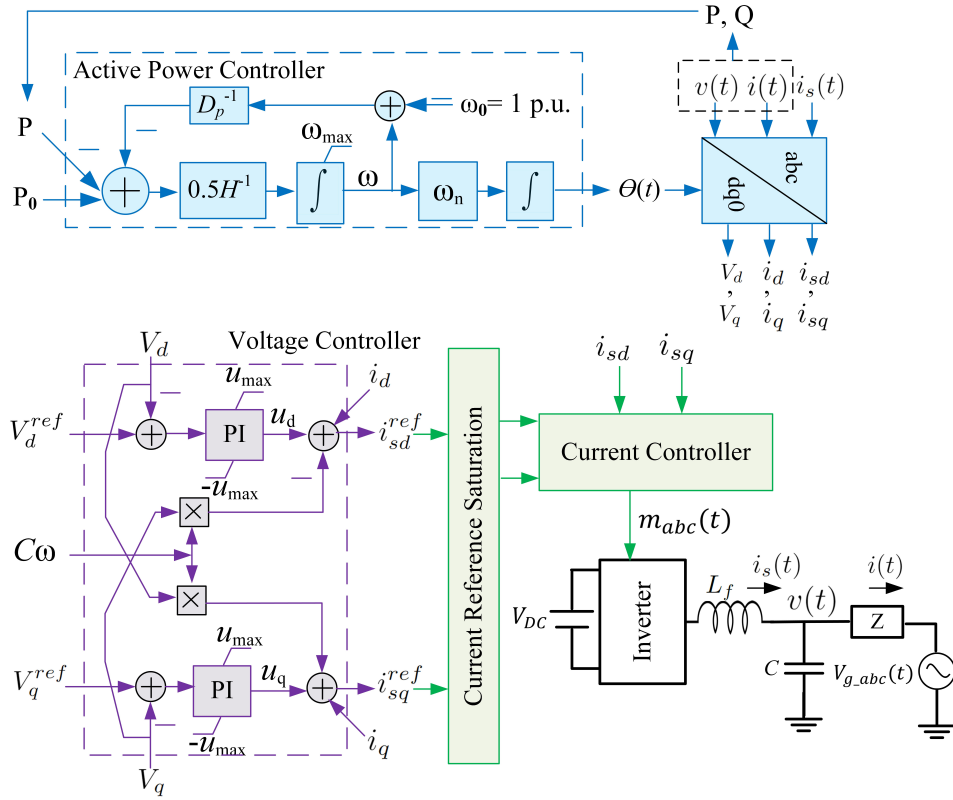 P, Q
Active Power Controller
v(t) i(t) i_s(t)
D_p^{-1}
ω_0 = 1 p.u.
P
ω_max
abc
P_0
0.5H^{-1}
∫
ω
ω_n
∫
Θ(t)
dq0
V_d, V_q
i_d, i_q
i_sd, i_sq
V_d
Voltage Controller
u_max
i_d
i_sd
i_sq
V_d^{ref}
PI
u_d
i_sd^{ref}
-u_max
Current Reference Saturation
Current Controller
Cω
m_abc(t)
V_DC
Inverter
L_f
i_s(t)
v(t)
i(t)
Z
C
V_g_abc(t)
u_max
V_q^{ref}
PI
u_q
i_sq^{ref}
-u_max
i_q
V_q